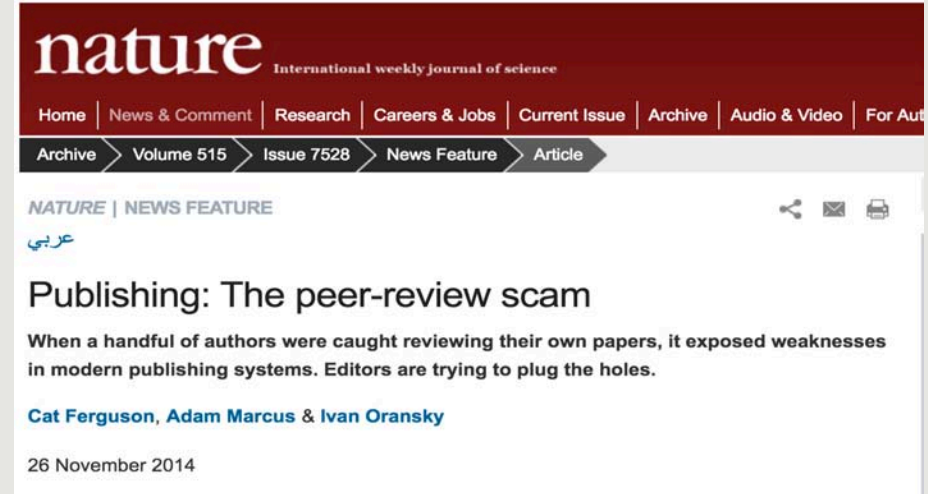 nature International weekly journal of science
Home News & Comment Research Careers & Jobs Current Issue Archive Audio & Video For Aut
Archive Volume 515 Issue 7528 News Feature Article
NATURE | NEWS FEATURE
عربي
Publishing: The peer-review scam
When a handful of authors were caught reviewing their own papers, it exposed weaknesses
in modern publishing systems. Editors are trying to plug the holes.
Cat Ferguson, Adam Marcus & Ivan Oransky
26 November 2014